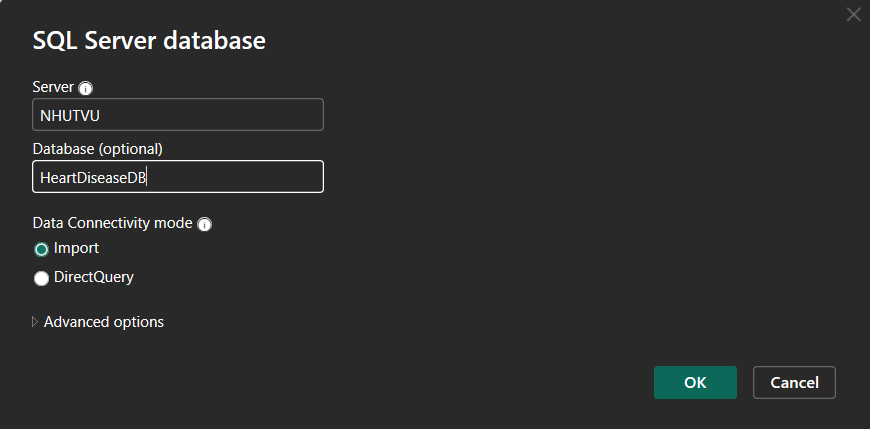 SQL Server database
Server
NHUTVU
Database (optional)
HeartDiseaseDB
Data Connectivity mode
Import
DirectQuery
Advanced options
OK
Cancel